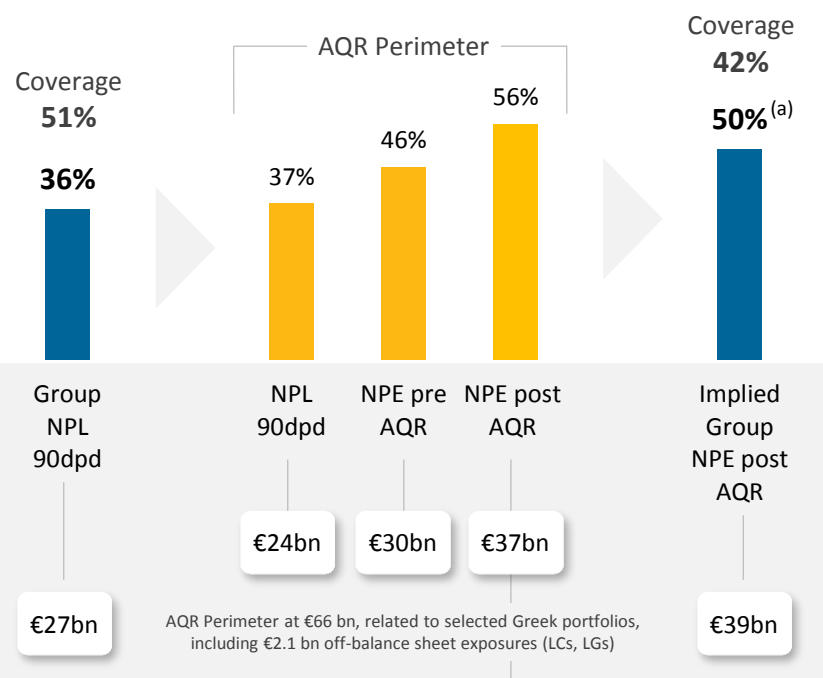 AQR Perimeter
Coverage
51%
36%
37%
46%
56%
Coverage
42%
50% (a)
Group
NPL
90dpd
NPL
90dpd
NPE pre
AQR
NPE post
AQR
Implied
Group
NPE post
AQR
€24bn
€30bn
€37bn
€27bn
€39bn
AQR Perimeter at €66 bn, related to selected Greek portfolios,
including €2.1 bn off-balance sheet exposures (LCs, LGs)